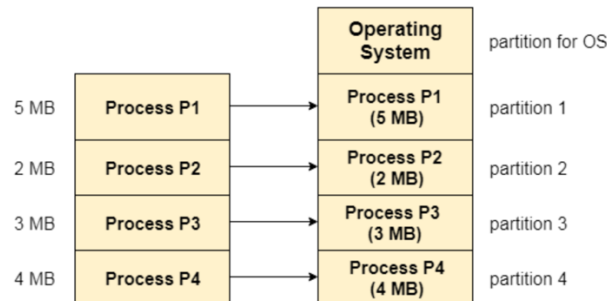 Operating
System
partition for OS
5 MB
Process P1
Process P1
(5 MB)
partition 1
2 MB
Process P2
Process P2
(2 MB)
partition 2
3 MB
Process P3
Process P3
(3 MB)
partition 3
4 MB
Process P4
Process P4
(4 MB)
partition 4